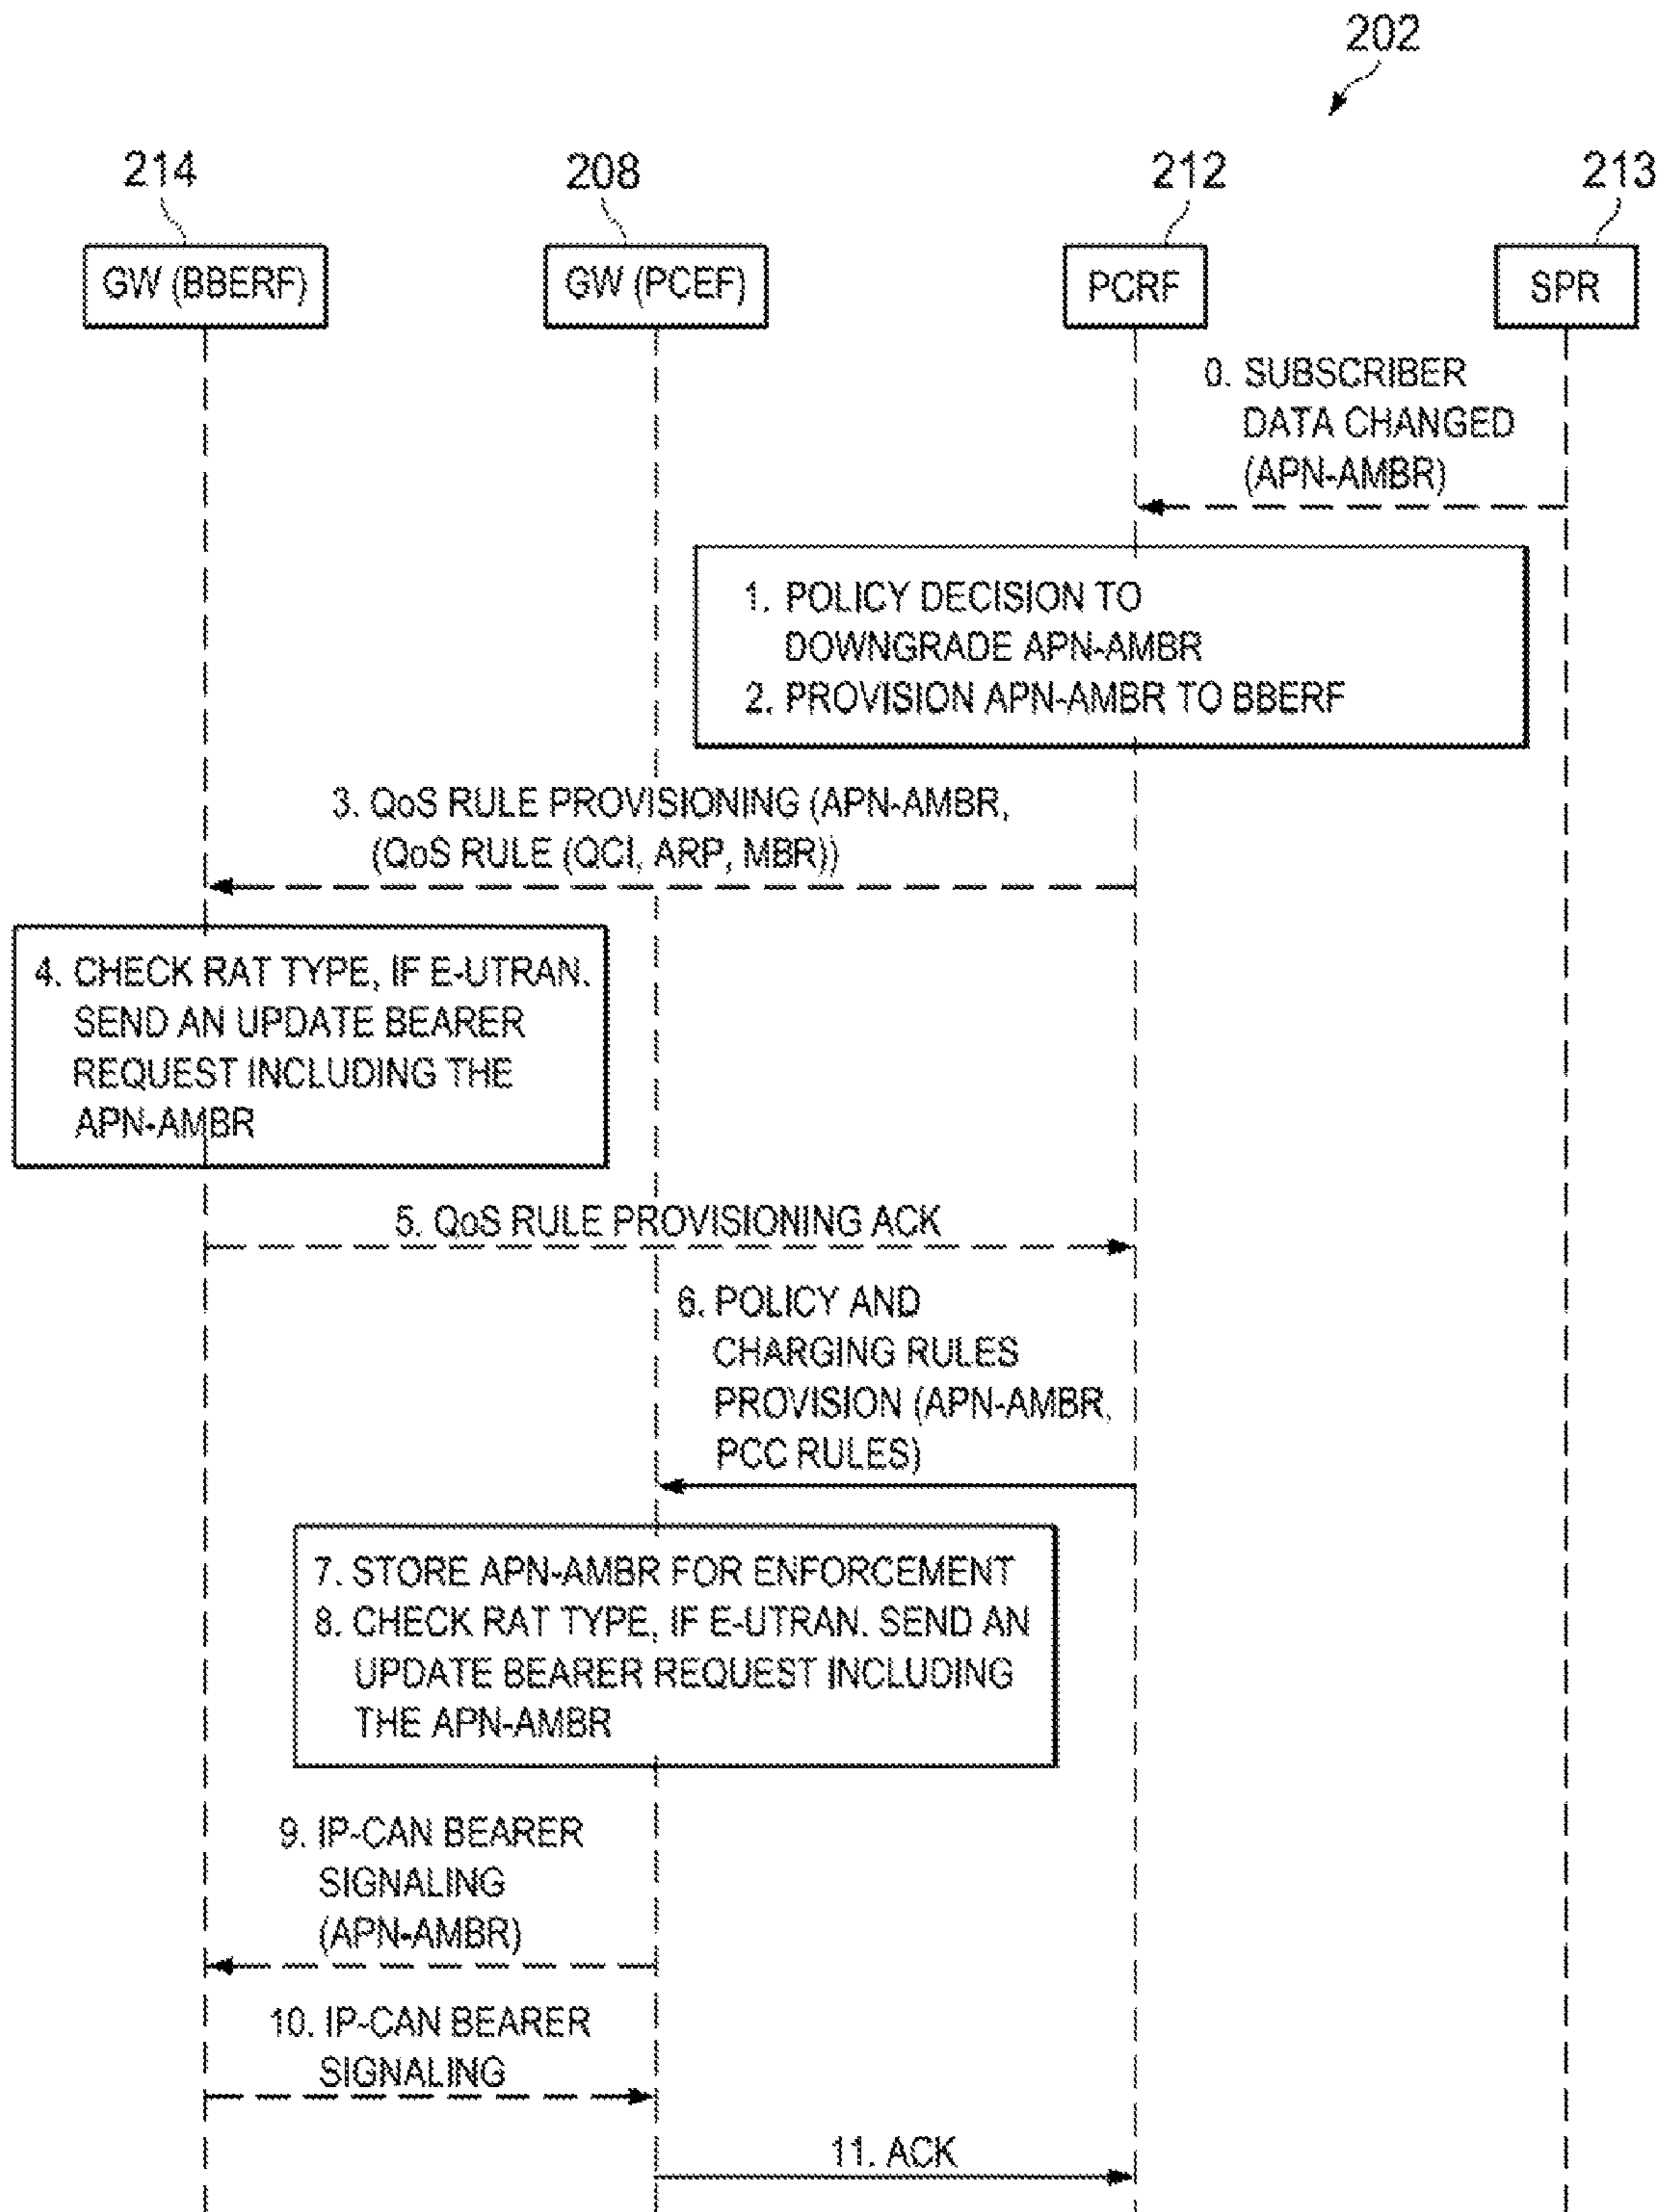 202
214
208
212
213
GW (BBERF)
GW (PCEF)
PCRF
SPR
0. SUBSCRIBER
DATA CHANGED
(APN-AMBR)
1. POLICY DECISION TO
DOWNGRADE APN-AMBR
2. PROVISION APN-AMBR TO BBERF
3. QoS RULE PROVISIONING (APN-AMBR,
(QoS RULE (QCI, ARP, MBR))
4. CHECK RAT TYPE, IF E-UTRAN.
SEND AN UPDATE BEARER
REQUEST INCLUDING THE
APN-AMBR
5. QoS RULE PROVISIONING ACK
6. POLICY AND
CHARGING RULES
PROVISION (APN-AMBR,
PCC RULES)
7. STORE APN-AMBR FOR ENFORCEMENT
8. CHECK RAT TYPE, IF E-UTRAN. SEND AN
UPDATE BEARER REQUEST INCLUDING
THE APN-AMBR
9. IP-CAN BEARER
SIGNALING
(APN-AMBR)
10. IP-CAN BEARER
SIGNALING
11. ACK